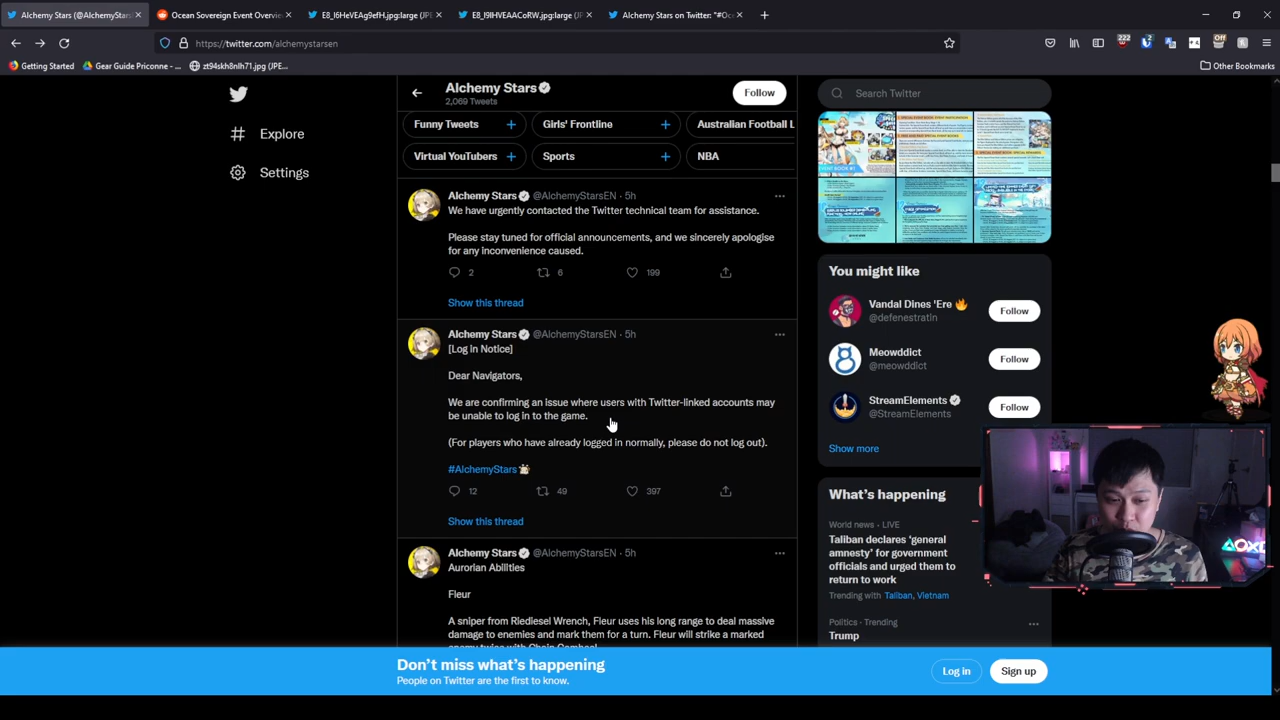 Alchemy Stars (@AlchemyStars
Ocean Sovereign Event Overvie
E8_I6HeVEAg9efH.jpg:large (JPE
E8_I9IHVEAACoRW.jpg:large (JPE
Alchemy Stars on Twitter: "#Oc
https://twitter.com/alchemystarsen
222
2
Off
Getting Started
Gear Guide Priconne - ...
zt94skh8nlh71.jpg (JPE...
Other Bookmarks
Alchemy Stars
2,069 Tweets
Follow
Search Twitter
Explore
Settings
Funny Tweets
Girls' Frontline
Australian Football L
Virtual YouTubers
Sports
NBA
Alchemy Stars @AlchemyStarsEN · 5h
We have urgently contacted the Twitter technical team for assistance.
Please stay tuned for official announcements, and we sincerely apologise
for any inconvenience caused.
2 6 199
Show this thread
Alchemy Stars @AlchemyStarsEN · 5h
[Log in Notice]
Dear Navigators,
We are confirming an issue where users with Twitter-linked accounts may
be unable to log in to the game.
(For players who have already logged in normally, please do not log out).
#AlchemyStars
12 49 397
Show this thread
Alchemy Stars @AlchemyStarsEN · 5h
Aurorian Abilities
Fleur
A sniper from Riediesel Wrench, Fleur uses his long range to deal massive
damage to enemies and mark them for a turn. Fleur will strike a marked
You might like
Vandal Dines 'Ere
@defenestratin
Follow
Meowddict
@meowddict
Follow
StreamElements
@StreamElements
Follow
Show more
What's happening
World news · LIVE
Taliban declares 'general
amnesty' for government
officials and urged them to
return to work
Trending with Taliban, Vietnam
Politics · Trending
Trump
Don't miss what's happening
People on Twitter are the first to know.
Log in
Sign up